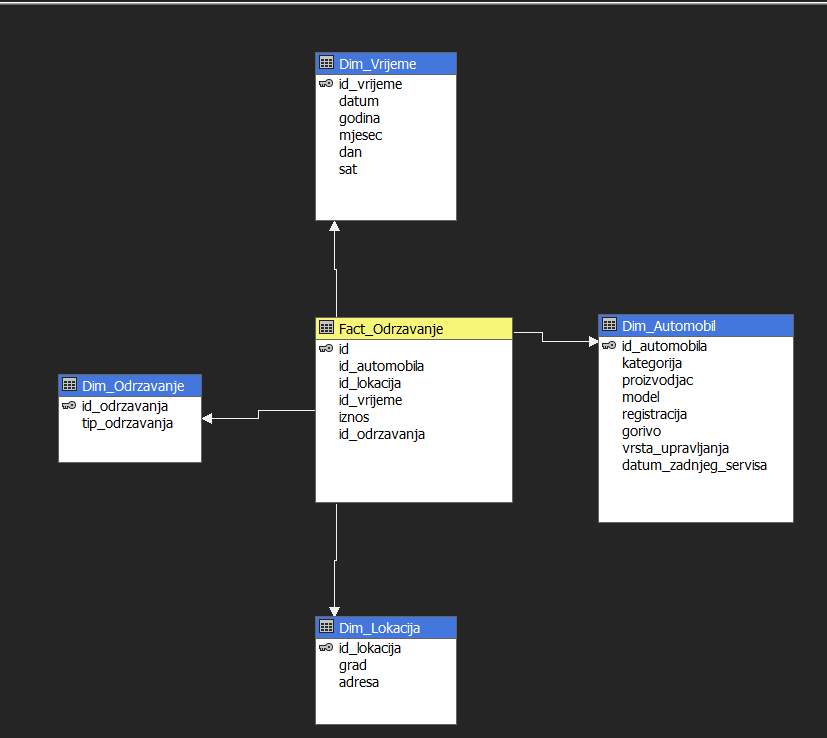 Dim_Vrijeme
id_vrijeme
datum
godina
mjesec
dan
sat
Fact_Odrzavanje
id
id_automobila
id_lokacija
id_vrijeme
iznos
id_odrzavanja
Dim_Automobil
id_automobila
kategorija
proizvodjac
model
registracija
gorivo
vrsta_upravljanja
datum_zadnjeg_servisa
Dim_Odrzavanje
id_odrzavanja
tip_odrzavanja
Dim_Lokacija
id_lokacija
grad
adresa